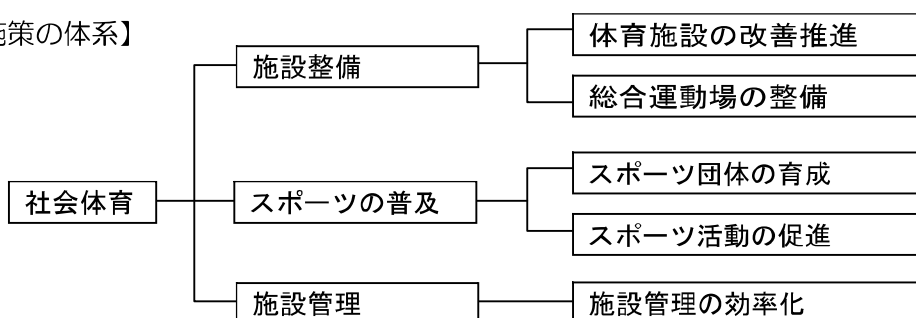 施策の体系】
体育施設の改善推進
施設整備
総合運動場の整備
スポーツ団体の育成
社会体育
スポーツの普及
スポーツ活動の促進
施設管理
施設管理の効率化